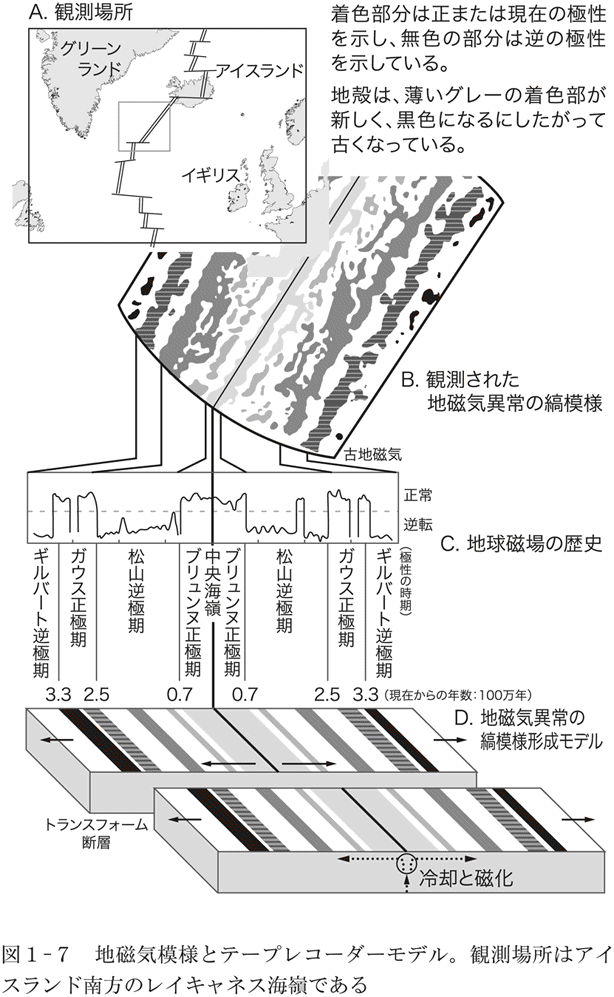 A. 観測場所
グリーン
ランド
アイスランド
イギリス
着色部分は正または現在の極性
を示し、無色の部分は逆の極性
を示している。
地殻は、薄いグレーの着色部が
新しく、黒色になるにしたがって
古くなっている。
B. 観測された
地磁気異常の縞模様
古地磁気
正常
逆転
C. 地球磁場の歴史
ギルバート逆極期
ガウス正極期
松山逆極期
ブリュンヌ正極期
中央海嶺
ブリュンヌ正極期
松山逆極期
ガウス正極期
ギルバート逆極期
(極性の時期)
3.3 2.5 0.7 0.7 2.5 3.3 (現在からの年数：100万年)
D. 地磁気異常の
縞模様形成モデル
トランスフォーム
断層
冷却と磁化
図1-7 地磁気模様とテープレコーダーモデル。観測場所はアイ
スランド南方のレイキャネス海嶺である